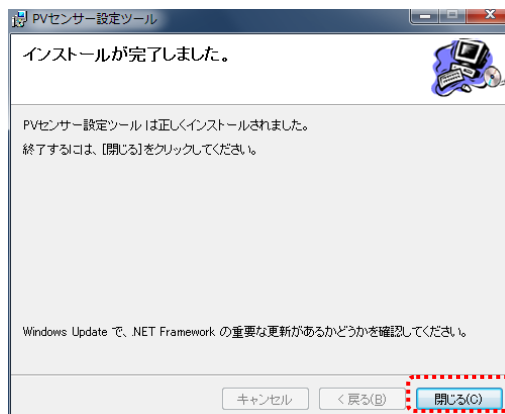 PVセンサー設定ツール
インストールが完了しました。
PVセンサー設定ツール は正しくインストールされました。
終了するには、[閉じる]をクリックしてください。
Windows Update で、.NET Framework の重要な更新があるかどうかを確認してください。
キャンセル
< 戻る(B)
閉じる(C)